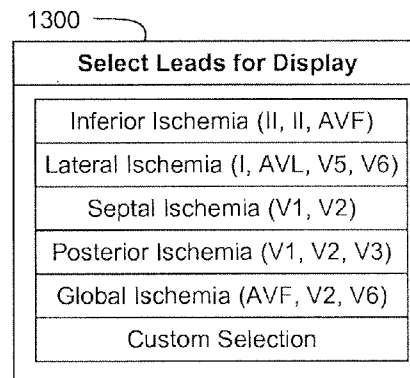 1300
Select Leads for Display
Inferior Ischemia (II, II, AVF)
Lateral Ischemia (I, AVL, V5, V6)
Septal Ischemia (V1, V2)
Posterior Ischemia (V1, V2, V3)
Global Ischemia (AVF, V2, V6)
Custom Selection